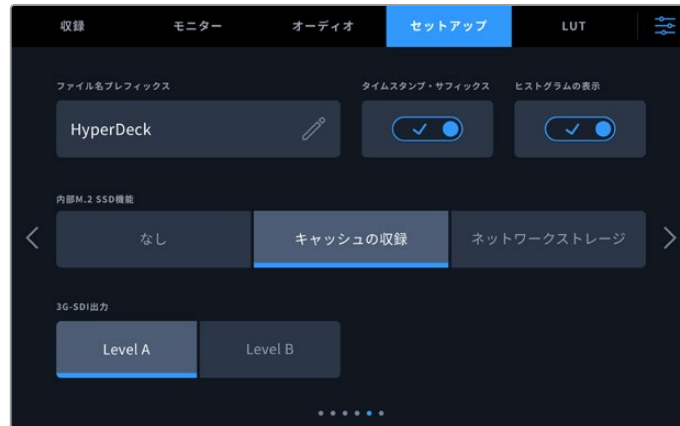 収録 モニター オーディオ セットアップ LUT
ファイル名プレフィックス タイムスタンプ・サフィックス ヒストグラムの表示
HyperDeck
内部M.2 SSD機能
なし キャッシュの収録 ネットワークストレージ
3G-SDI出力
Level A Level B